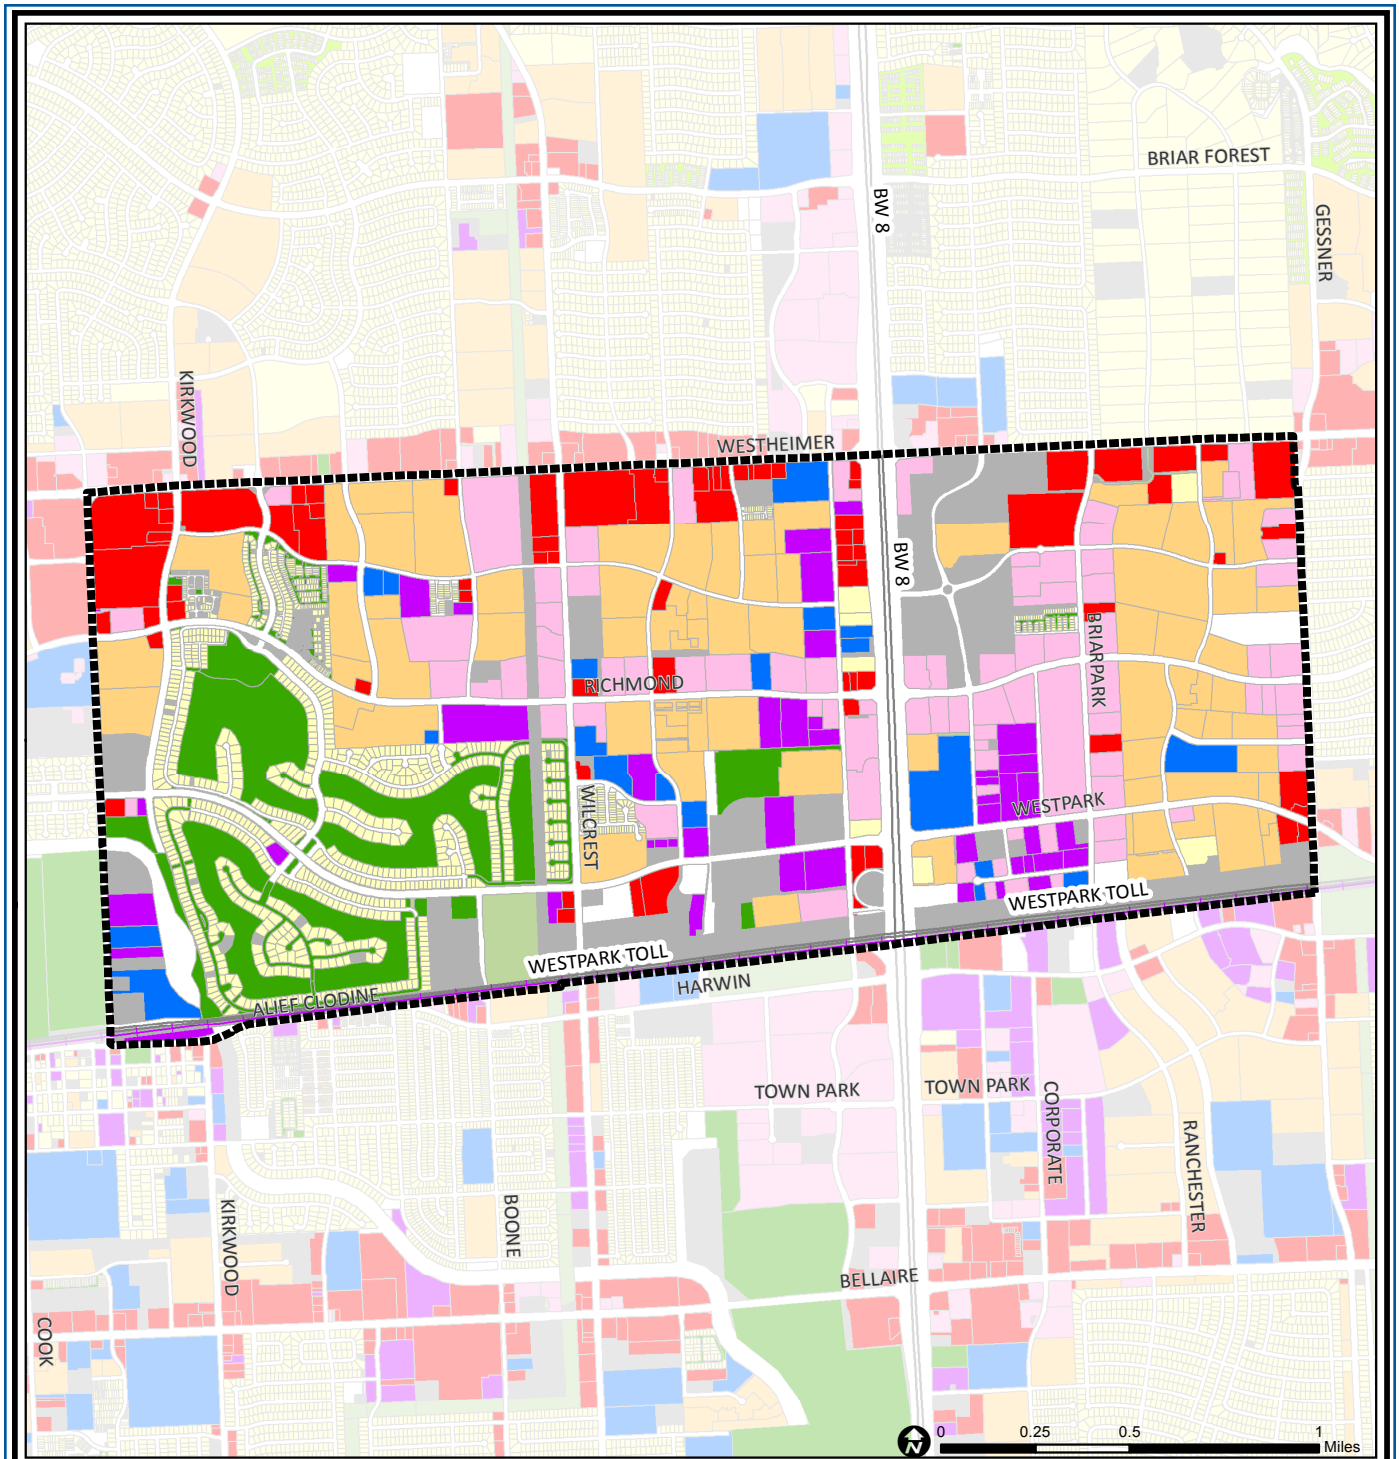 BRIAR FOREST
BW 8
GESSNER
KIRKWOOD
WESTHEIMER
BW 8
BRIARPARK
RICHMOND
WILCREST
WESTPARK
WESTPARK TOLL
WESTPARK TOLL
HARWIN
ALIEF CLODINE
TOWN PARK
TOWN PARK
CORPORATE
RANCHESTER
KIRKWOOD
BOONE
BELLAIRE
COOK
N
0 0.25 0.5 1
Miles